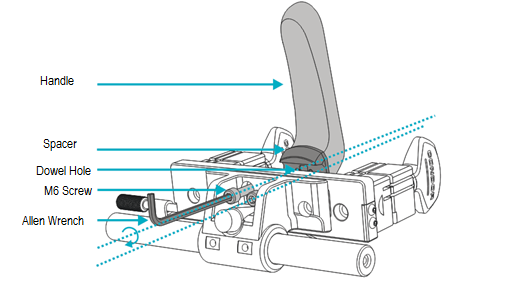 Handle
Spacer
Dowel Hole
M6 Screw
Allen Wrench